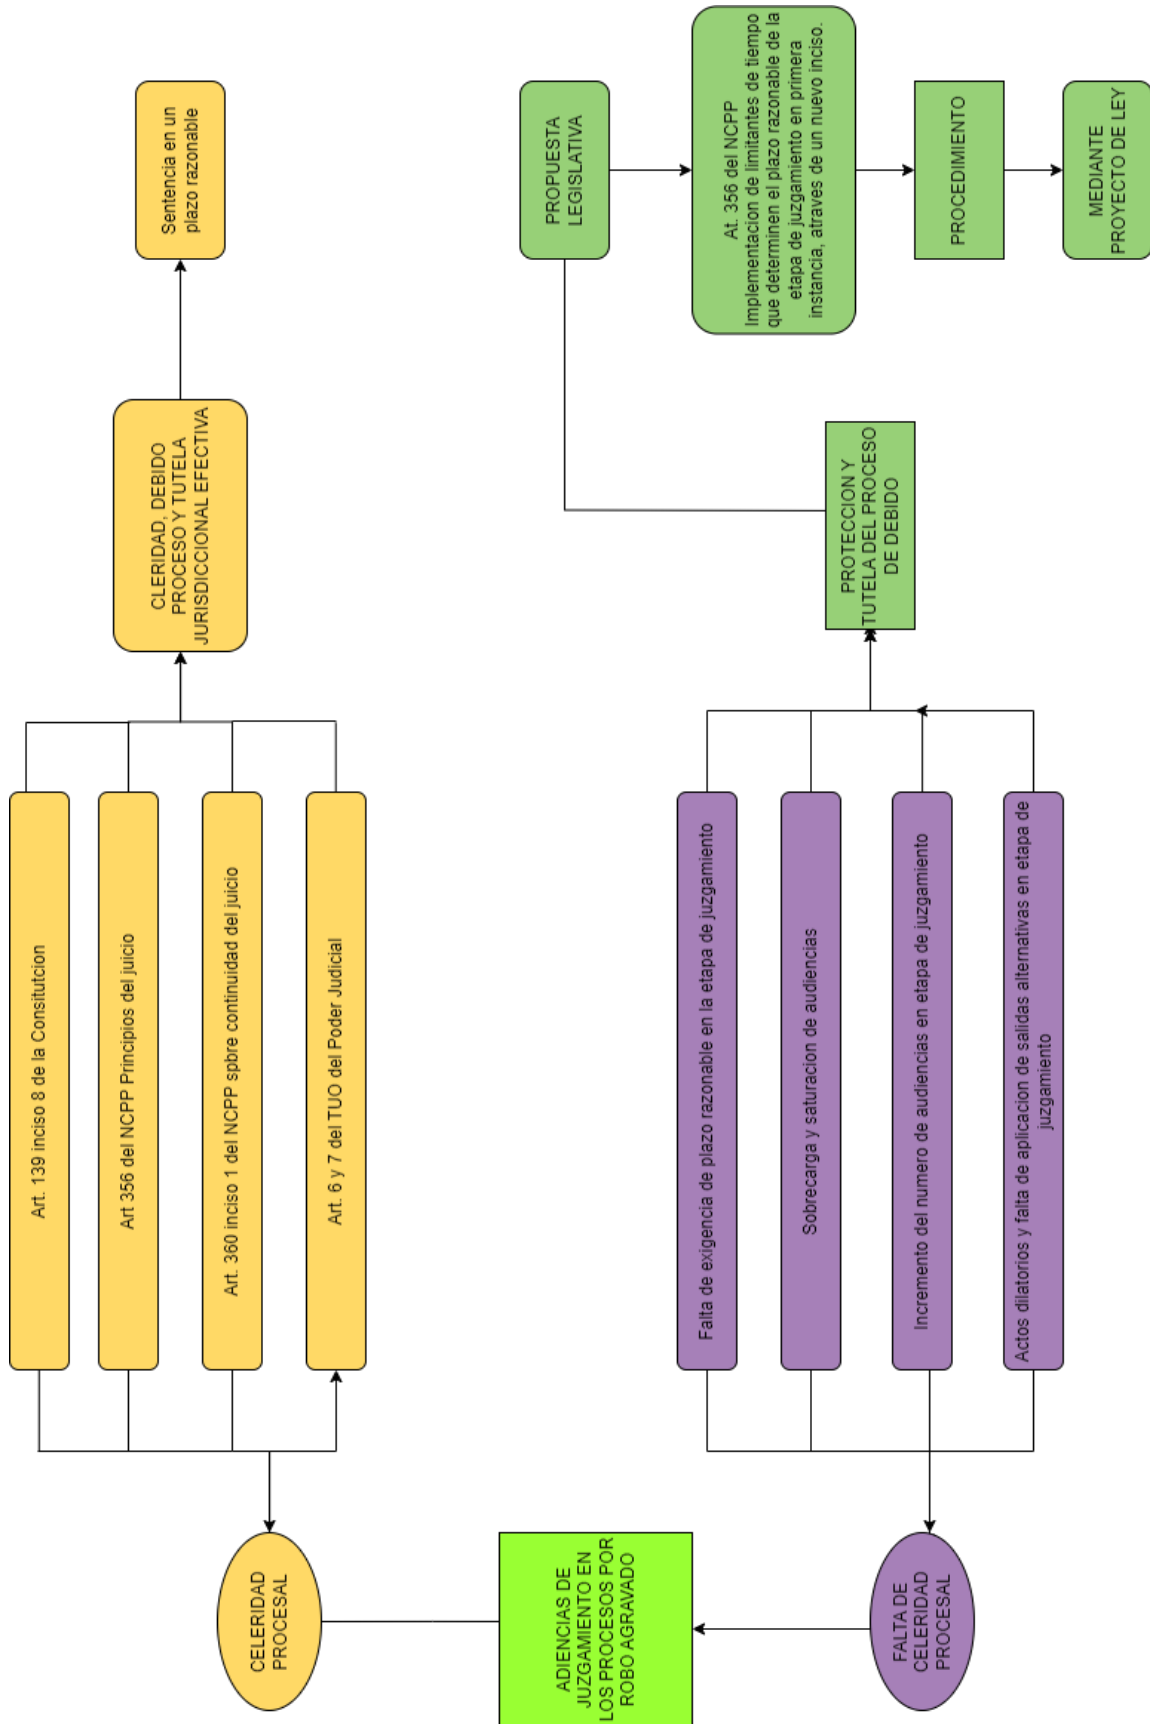 ADIENCIAS DE
JUZGAMIENTO EN
LOS PROCESOS POR
ROBO AGRAVADO
CELERIDAD
PROCESAL
Art. 139 inciso 8 de la Consitutcion
Art 356 del NCPP Principios del juicio
Art. 360 inciso 1 del NCPP spbre continuidad del juicio
Art. 6 y 7 del TUO del Poder Judicial
CLERIDAD, DEBIDO
PROCESO Y TUTELA
JURISDICCIONAL EFECTIVA
Sentencia en un
plazo razonable
FALTA DE
CELERIDAD
PROCESAL
Falta de exigencia de plazo razonable en la etapa de juzgamiento
Sobrecarga y saturacion de audiencias
Incremento del numero de audiencias en etapa de juzgamiento
Actos dilatorios y falta de aplicacion de salidas alternativas en etapa de
juzgamiento
PROTECCION Y
TUTELA DEL PROCESO
DE DEBIDO
PROPUESTA
LEGISLATIVA
At. 356 del NCPP
Implementacion de limitantes de tiempo
que determinen el plazo razonable de la
etapa de juzgamiento en primera
instancia, atraves de un nuevo inciso.
PROCEDIMIENTO
MEDIANTE
PROYECTO DE LEY